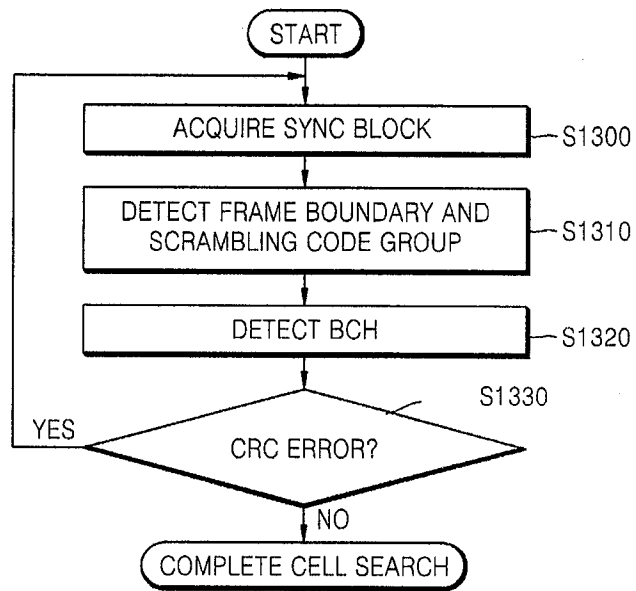 START
ACQUIRE SYNC BLOCK
S1300
DETECT FRAME BOUNDARY AND
SCRAMBLING CODE GROUP
S1310
DETECT BCH
S1320
S1330
YES
CRC ERROR?
NO
COMPLETE CELL SEARCH